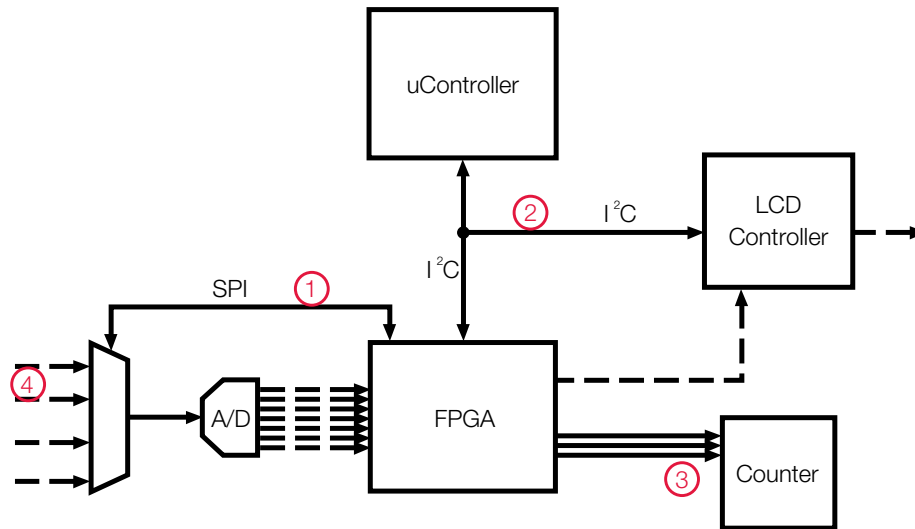 uController
2
I²C
LCD
Controller
I²C
SPI
1
4
A/D
FPGA
3
Counter